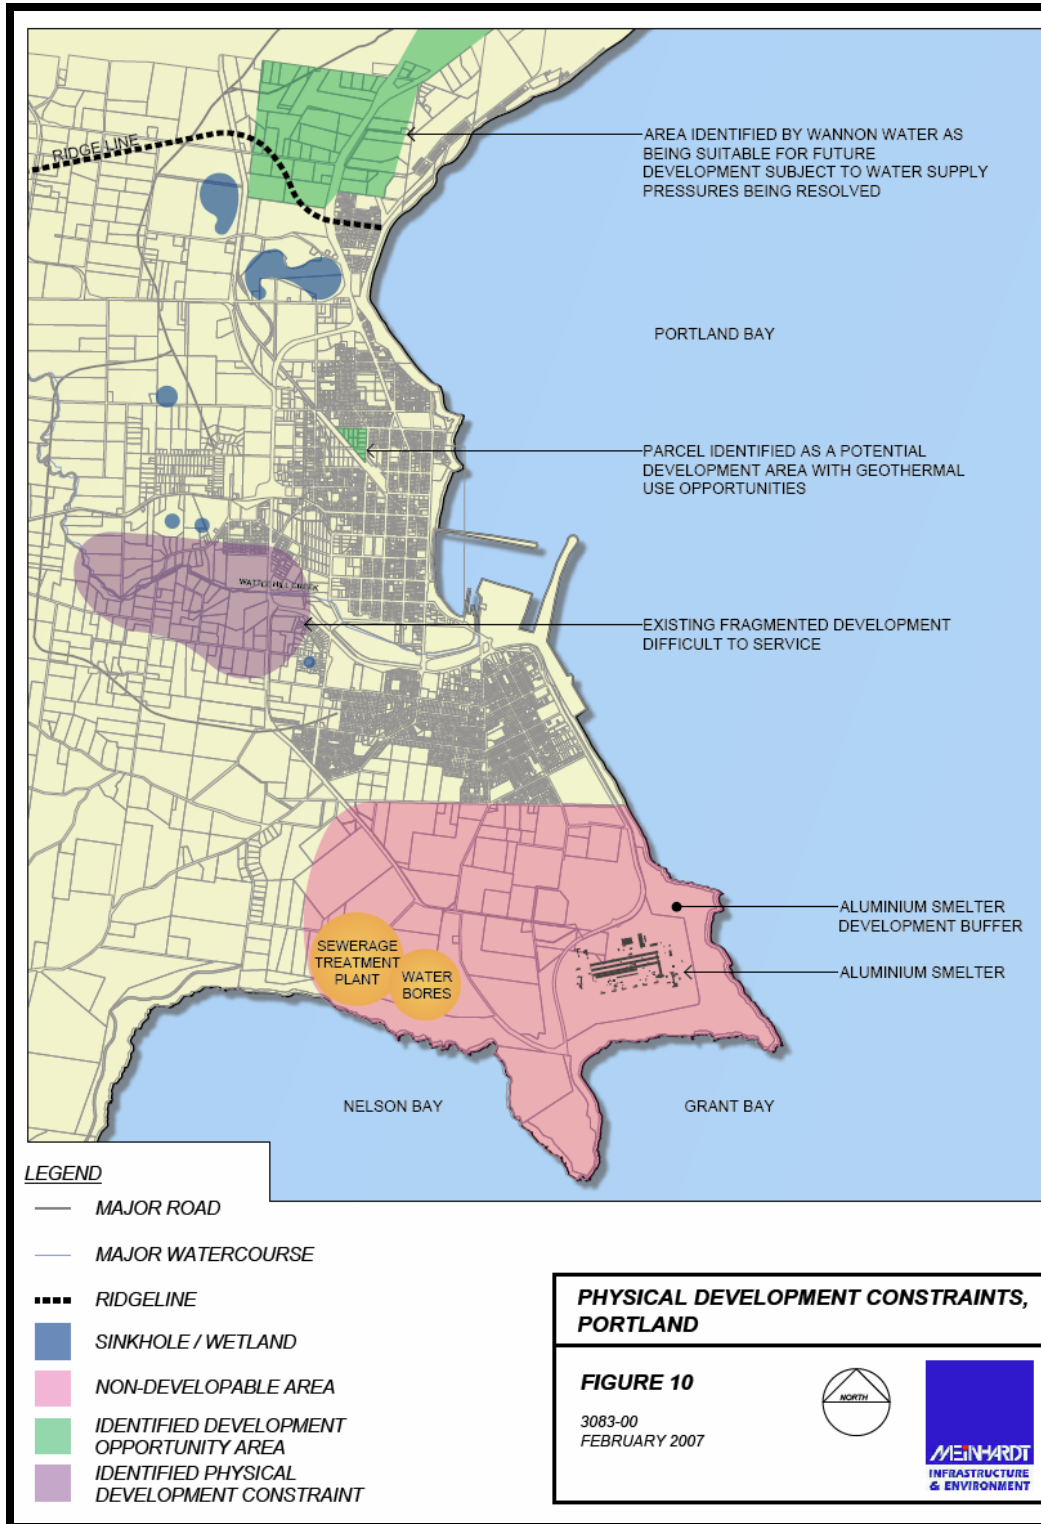 RIDGE LINE
AREA IDENTIFIED BY WANNON WATER AS
BEING SUITABLE FOR FUTURE
DEVELOPMENT SUBJECT TO WATER SUPPLY
PRESSURES BEING RESOLVED
PORTLAND BAY
PARCEL IDENTIFIED AS A POTENTIAL
DEVELOPMENT AREA WITH GEOTHERMAL
USE OPPORTUNITIES
WATTLE HILL CREEK
EXISTING FRAGMENTED DEVELOPMENT
DIFFICULT TO SERVICE
ALUMINIUM SMELTER
DEVELOPMENT BUFFER
SEWERAGE
TREATMENT
PLANT
WATER
BORES
ALUMINIUM SMELTER
NELSON BAY
GRANT BAY
LEGEND
MAJOR ROAD
MAJOR WATERCOURSE
RIDGELINE
SINKHOLE / WETLAND
NON-DEVELOPABLE AREA
IDENTIFIED DEVELOPMENT
OPPORTUNITY AREA
IDENTIFIED PHYSICAL
DEVELOPMENT CONSTRAINT
PHYSICAL DEVELOPMENT CONSTRAINTS,
PORTLAND
FIGURE 10
3083-00
FEBRUARY 2007
NORTH
MEINHARDT
INFRASTRUCTURE
& ENVIRONMENT